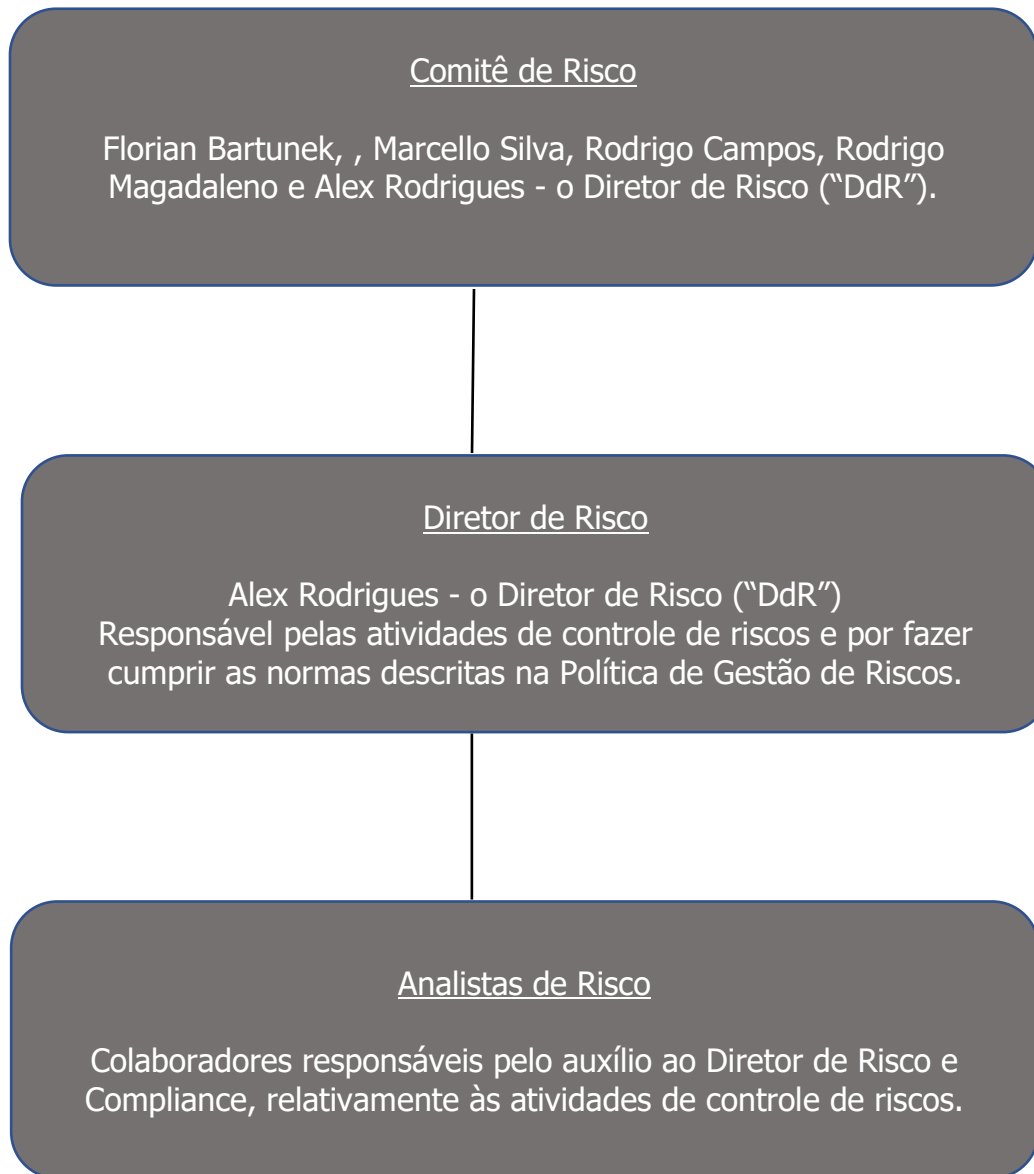 Comitê de Risco
Florian Bartunek, , Marcello Silva, Rodrigo Campos, Rodrigo
Magadaleno e Alex Rodrigues - o Diretor de Risco (“DdR”).
Diretor de Risco
Alex Rodrigues - o Diretor de Risco (“DdR”)
Responsável pelas atividades de controle de riscos e por fazer
cumprir as normas descritas na Política de Gestão de Riscos.
Analistas de Risco
Colaboradores responsáveis pelo auxílio ao Diretor de Risco e
Compliance, relativamente às atividades de controle de riscos.